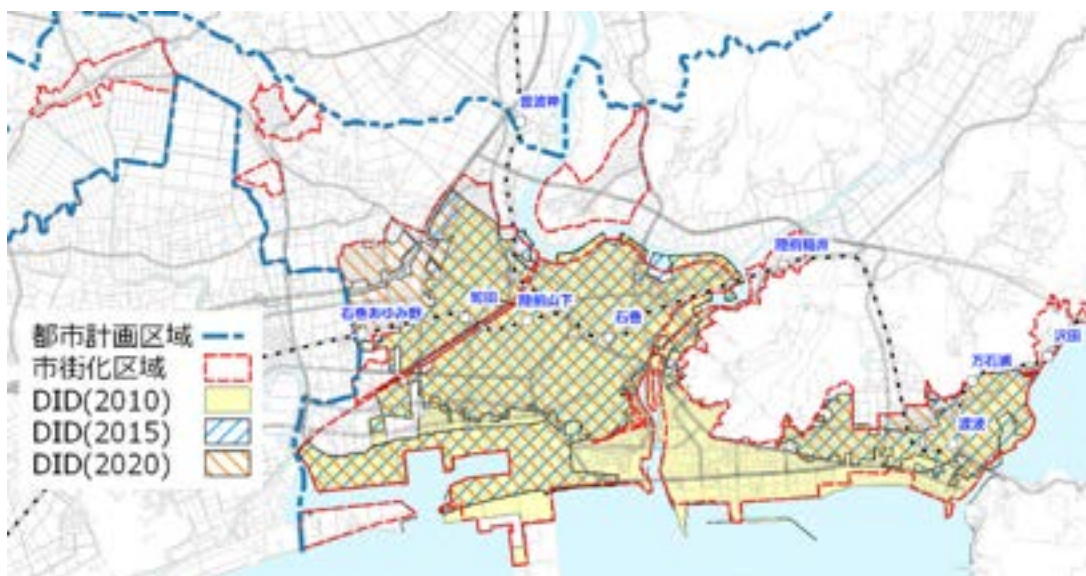 曽波神
陸前稲井
石巻あゆみ野
蛇田
陸前山下
石巻
沢田
万石浦
渡波
都市計画区域
市街化区域
DID(2010)
DID(2015)
DID(2020)